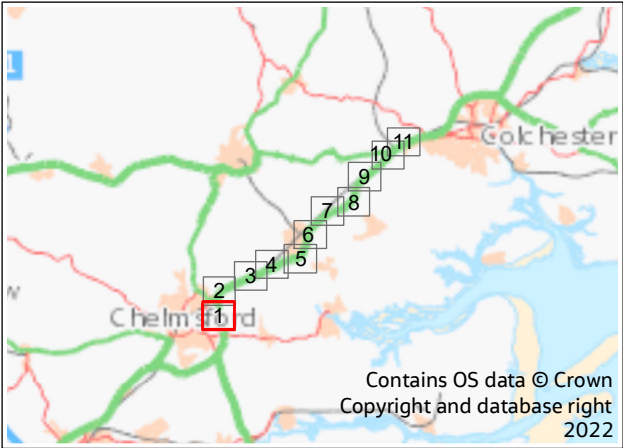 1
Colchester
11
10
9
8
7
6
5
4
3
2
w
Chelmsford
1
Contains OS data © Crown
Copyright and database right
2022